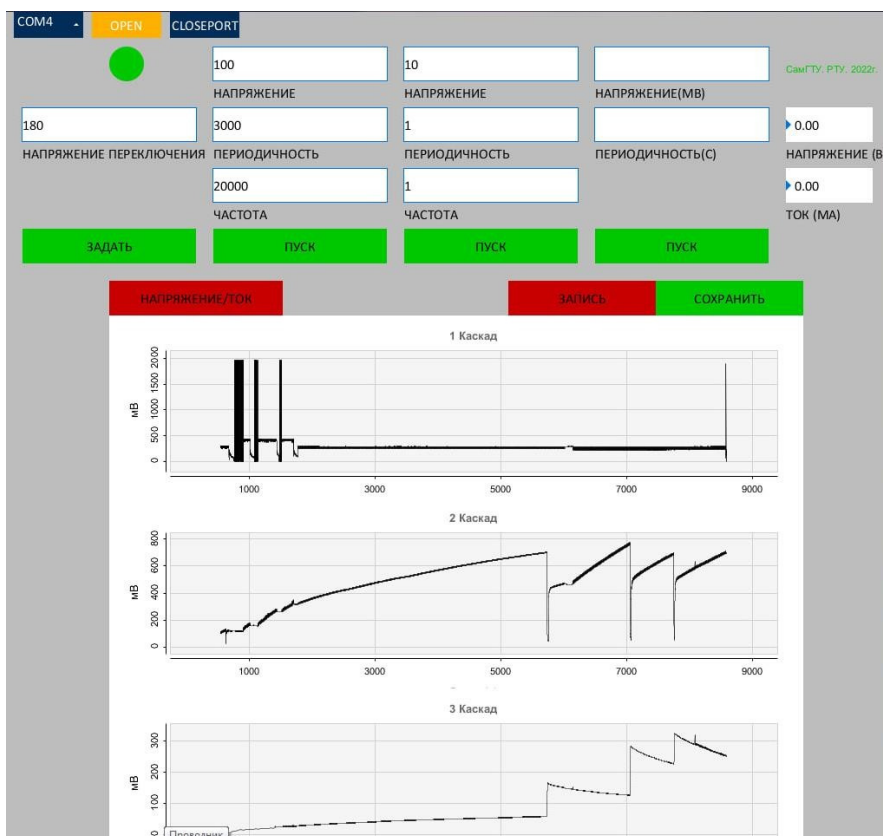 COM4 OPEN CLOSEPORT
100 10
СамГТУ. РТУ. 2022г.
НАПРЯЖЕНИЕ НАПРЯЖЕНИЕ НАПРЯЖЕНИЕ(МВ)
180 3000 1 0.00
НАПРЯЖЕНИЕ ПЕРЕКЛЮЧЕНИЯ ПЕРИОДИЧНОСТЬ ПЕРИОДИЧНОСТЬ ПЕРИОДИЧНОСТЬ(С) НАПРЯЖЕНИЕ (В
20000 1 0.00
ЧАСТОТА ЧАСТОТА ТОК (МА)
ЗАДАТЬ ПУСК ПУСК ПУСК
НАПРЯЖЕНИЕ/ТОК ЗАПИСЬ СОХРАНИТЬ
1 Каскад
мВ
2000
1500
1000
500
0
1000 3000 5000 7000 9000
2 Каскад
мВ
800
600
400
200
0
1000 3000 5000 7000 9000
3 Каскад
мВ
300
200
100
0
Проводник